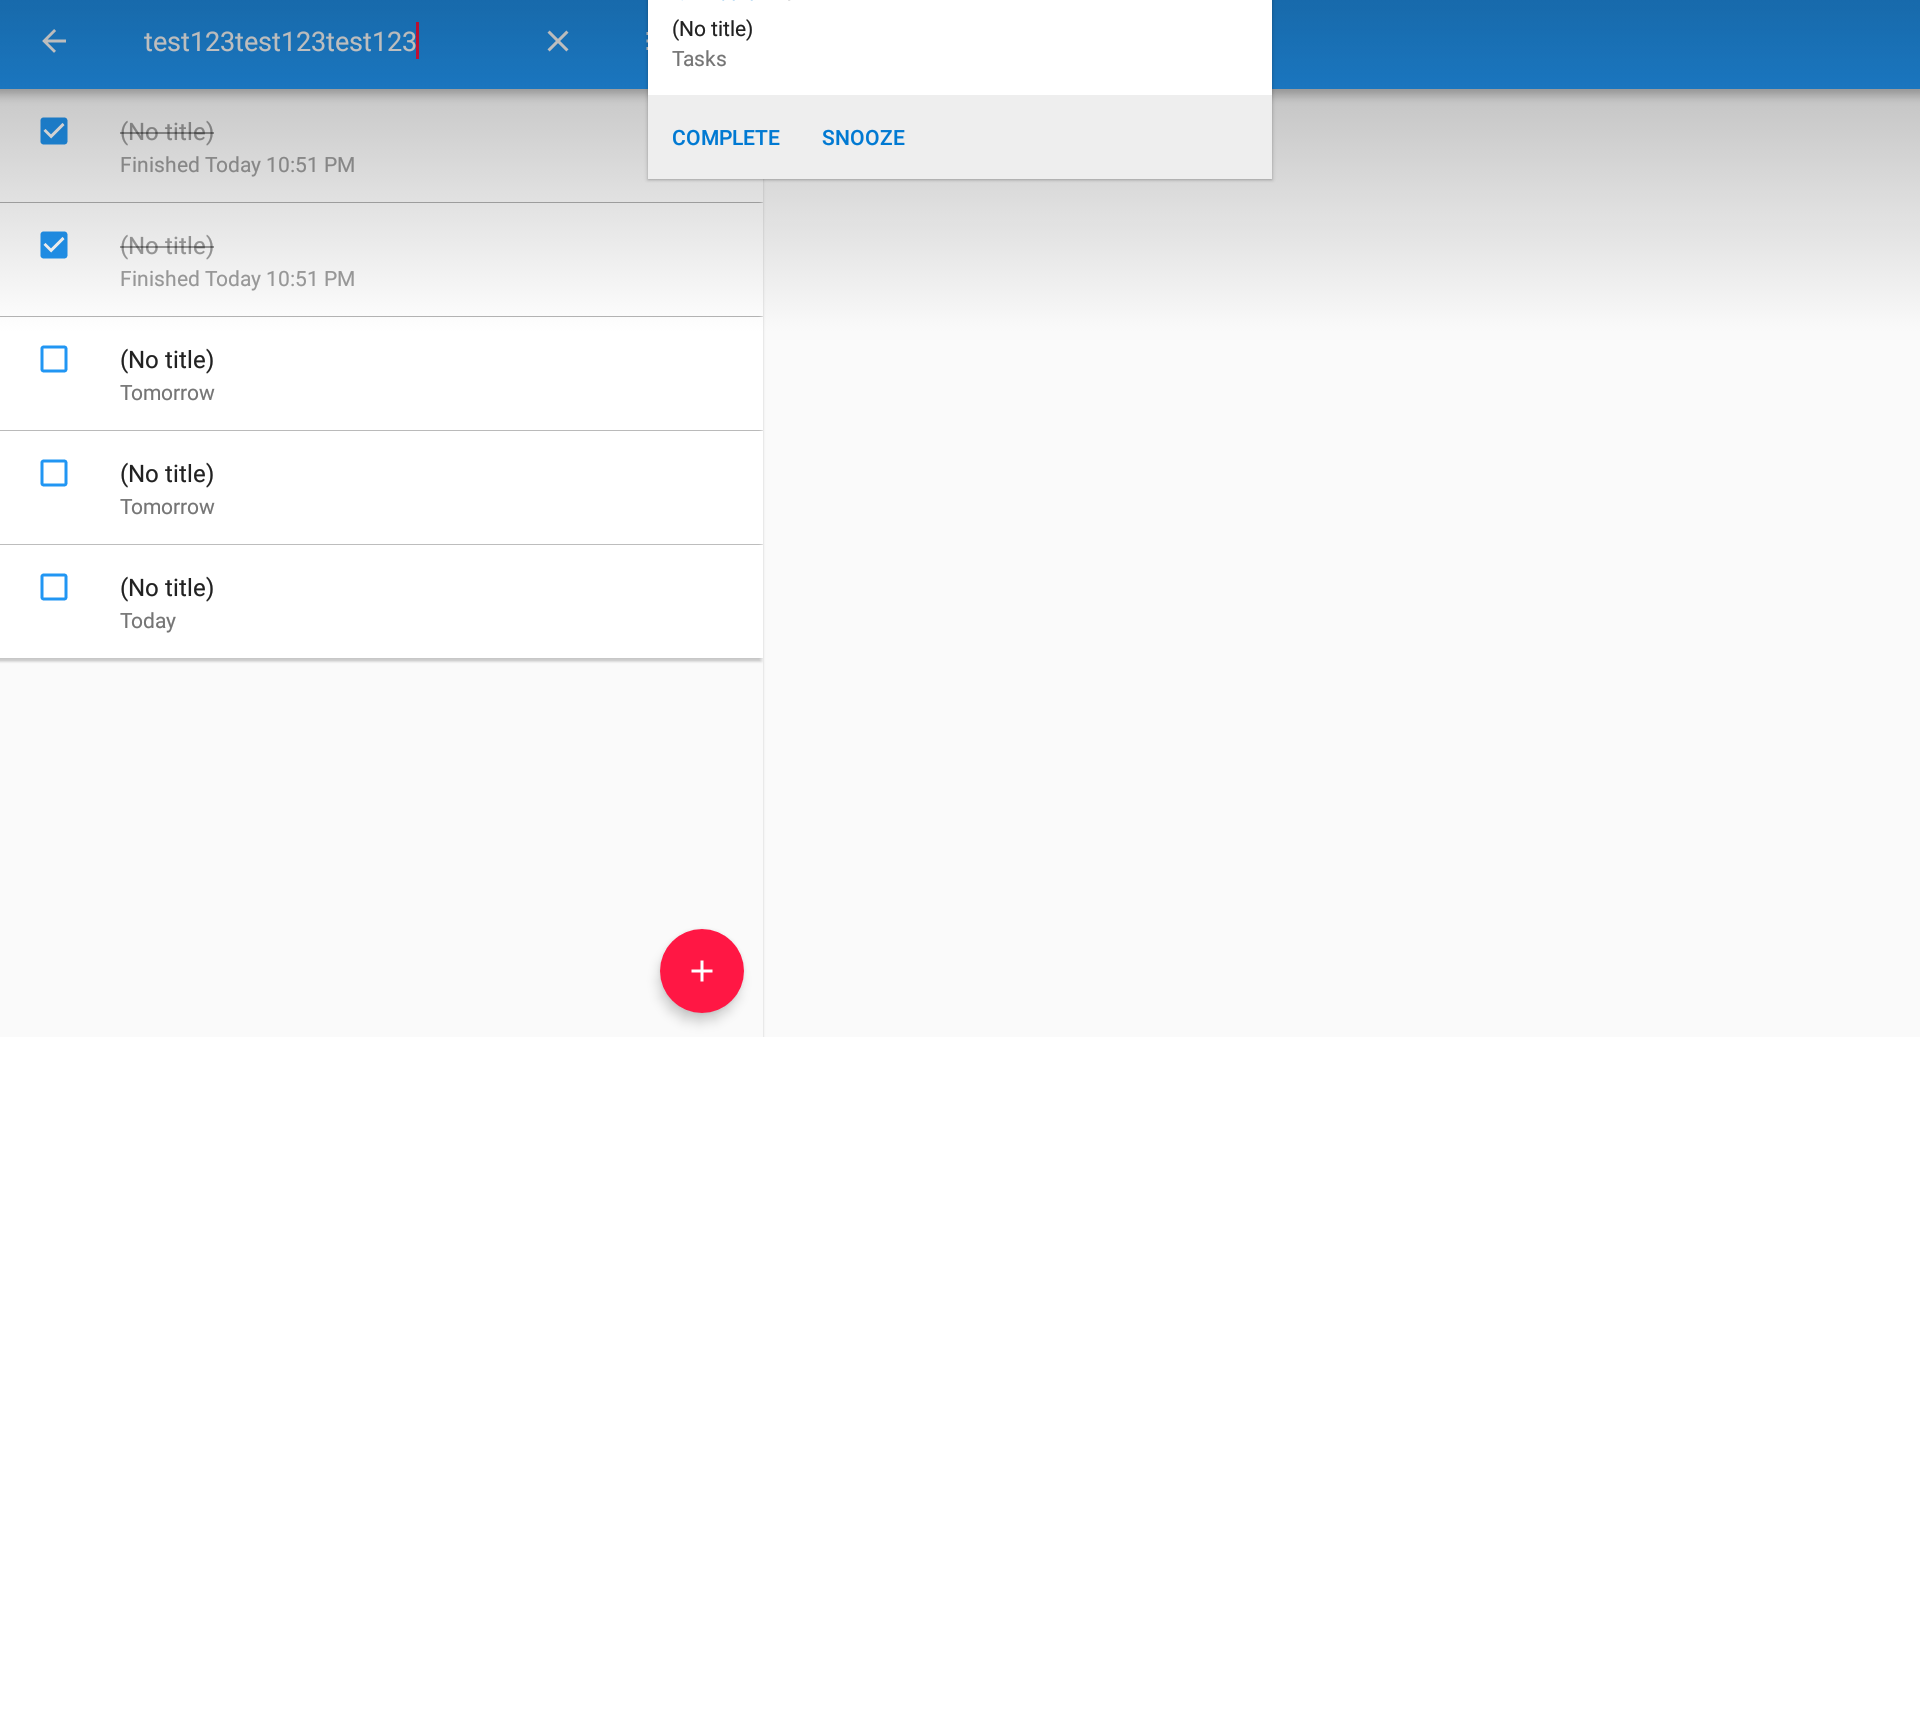 test123test123test123
(No title)
Tasks
COMPLETE SNOOZE
(No title)
Finished Today 10:51 PM
(No title)
Finished Today 10:51 PM
(No title)
Tomorrow
(No title)
Tomorrow
(No title)
Today